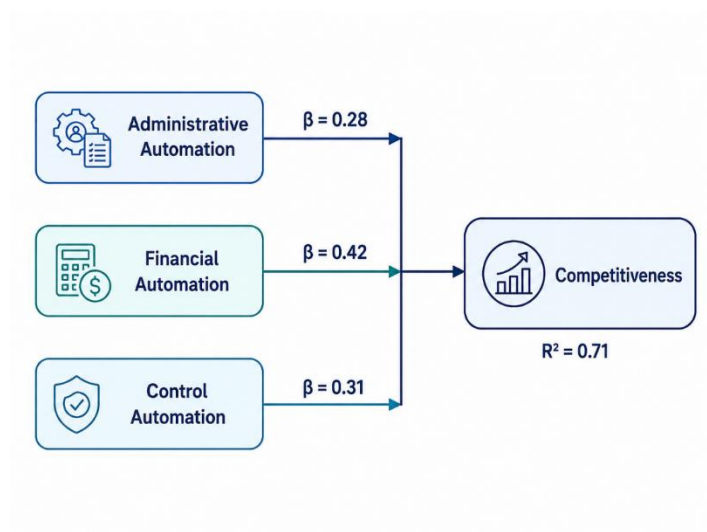 Administrative
Automation
β = 0.28
Financial
Automation
$
β = 0.42
Control
Automation
β = 0.31
Competitiveness
R² = 0.71